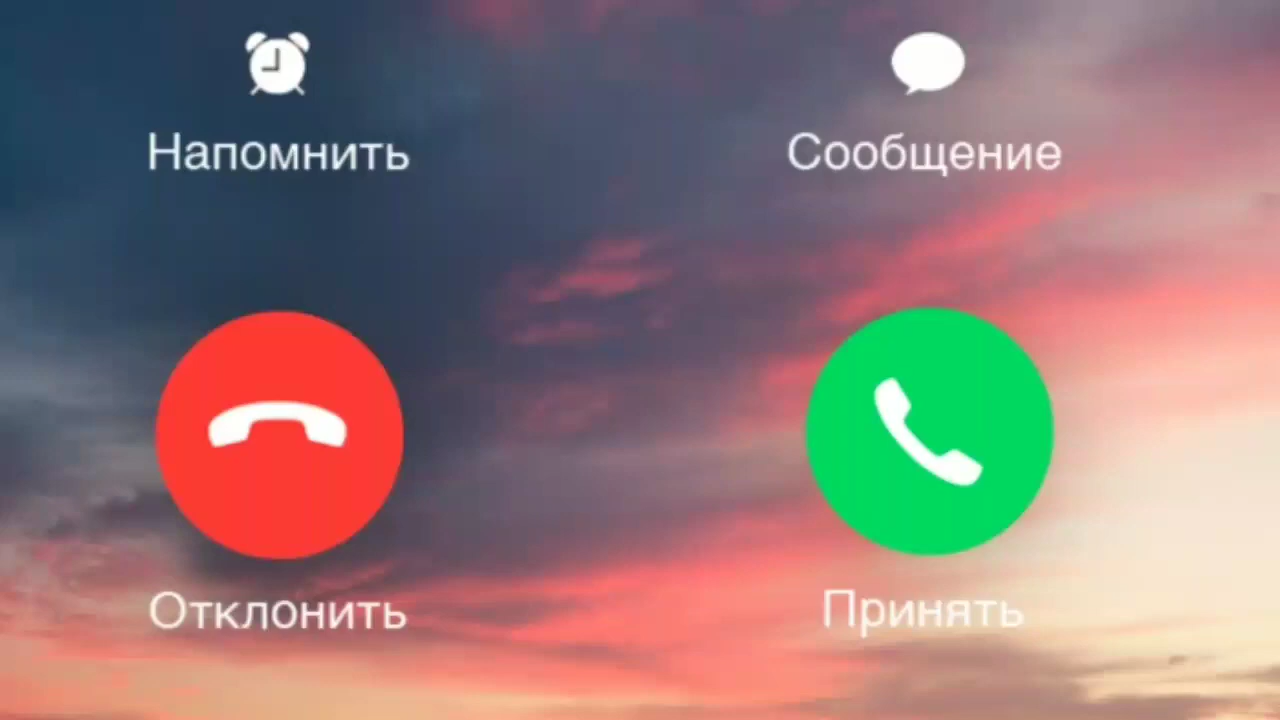 Напомнить
Сообщение
Отклонить
Принять